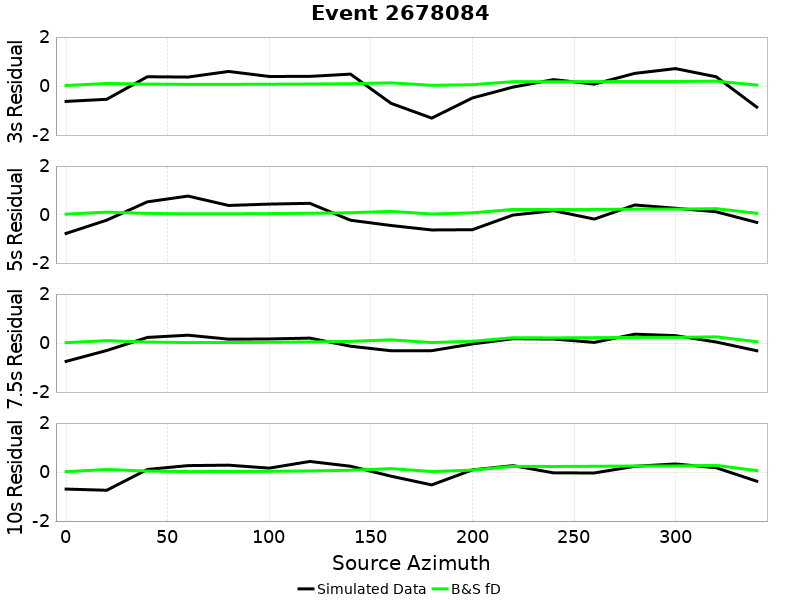 Event 2678084
3s Residual
2
0
-2
5s Residual
2
0
-2
7.5s Residual
2
0
-2
10s Residual
2
0
-2
0 50 100 150 200 250 300
Source Azimuth
Simulated Data B&S fD